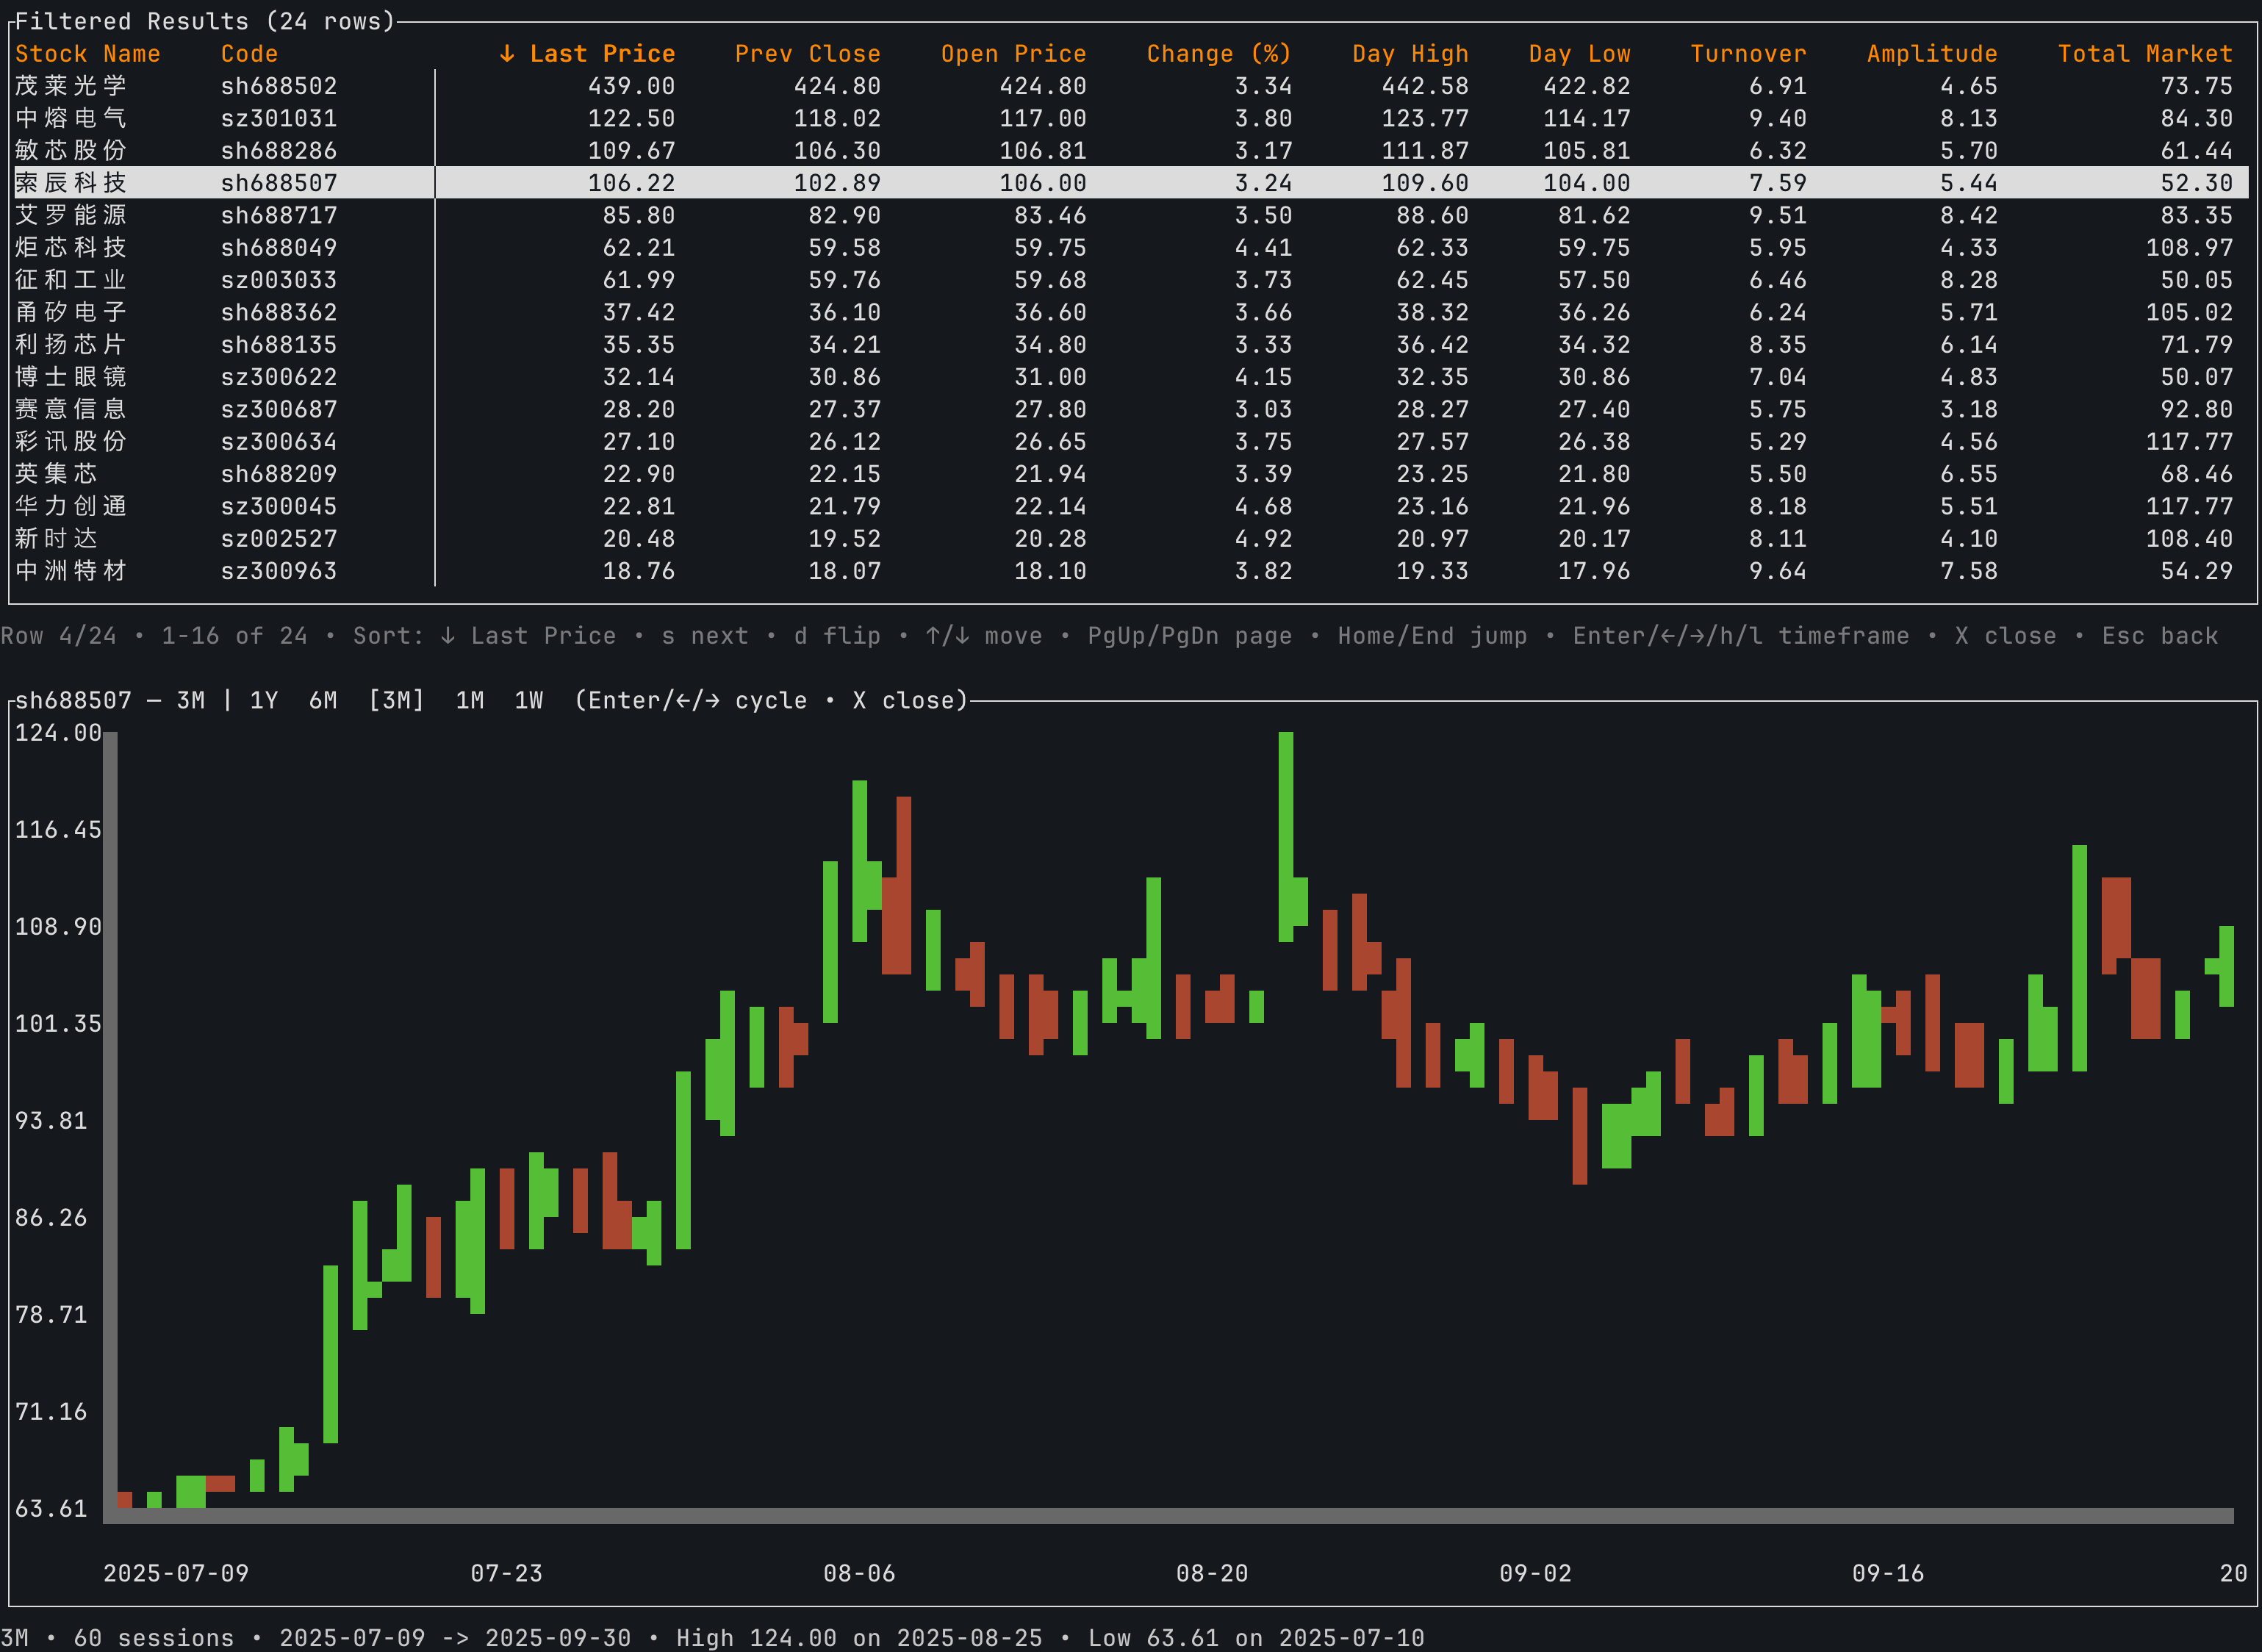 Filtered Results (24 rows)
Stock Name Code ↓ Last Price Prev Close Open Price Change (%) Day High Day Low Turnover Amplitude Total Market
茂莱光学 sh688502 439.00 424.80 424.80 3.34 442.58 422.82 6.91 4.65 73.75
中熔电气 sz301031 122.50 118.02 117.00 3.80 123.77 114.17 9.40 8.13 84.30
敏芯股份 sh688286 109.67 106.30 106.81 3.17 111.87 105.81 6.32 5.70 61.44
索辰科技 sh688507 106.22 102.89 106.00 3.24 109.60 104.00 7.59 5.44 52.30
艾罗能源 sh688717 85.80 82.90 83.46 3.50 88.60 81.62 9.51 8.42 83.35
炬芯科技 sh688049 62.21 59.58 59.75 4.41 62.33 59.75 5.95 4.33 108.97
征和工业 sz003033 61.99 59.76 59.68 3.73 62.45 57.50 6.46 8.28 50.05
甬矽电子 sh688362 37.42 36.10 36.60 3.66 38.32 36.26 6.24 5.71 105.02
利扬芯片 sh688135 35.35 34.21 34.80 3.33 36.42 34.32 8.35 6.14 71.79
博士眼镜 sz300622 32.14 30.86 31.00 4.15 32.35 30.86 7.04 4.83 50.07
赛意信息 sz300687 28.20 27.37 27.80 3.03 28.27 27.40 5.75 3.18 92.80
彩讯股份 sz300634 27.10 26.12 26.65 3.75 27.57 26.38 5.29 4.56 117.77
英集芯 sh688209 22.90 22.15 21.94 3.39 23.25 21.80 5.50 6.55 68.46
华力创通 sz300045 22.81 21.79 22.14 4.68 23.16 21.96 8.18 5.51 117.77
新时达 sz002527 20.48 19.52 20.28 4.92 20.97 20.17 8.11 4.10 108.40
中洲特材 sz300963 18.76 18.07 18.10 3.82 19.33 17.96 9.64 7.58 54.29
Row 4/24 • 1-16 of 24 • Sort: ↓ Last Price • s next • d flip • ↑/↓ move • PgUp/PgDn page • Home/End jump • Enter/←/→/h/l timeframe • X close • Esc back
sh688507 — 3M | 1Y 6M [3M] 1M 1W (Enter/←/→ cycle • X close)
124.00
116.45
108.90
101.35
93.81
86.26
78.71
71.16
63.61
2025-07-09 07-23 08-06 08-20 09-02 09-16 20
3M • 60 sessions • 2025-07-09 -> 2025-09-30 • High 124.00 on 2025-08-25 • Low 63.61 on 2025-07-10